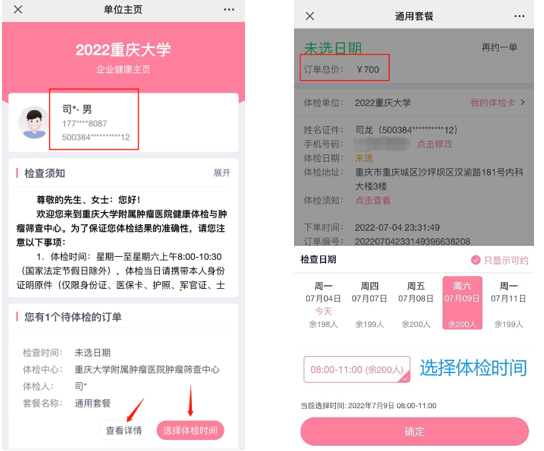 单位主页
2022重庆大学
企业健康主页
司*· 男
177****8087
500384**********12
检查须知
展开
尊敬的先生、女士：您好！
欢迎您来到重庆大学附属肿瘤医院健康体检与肿
瘤筛查中心。为了保证您体检结果的准确性，请您注
意以下事项：
1．体检时间：星期一至星期六上午8:00-10:30
（国家法定节假日除外），体检当日请携带本人身份
证明原件（仅限身份证、医保卡、护照、军官证、士
您有1个待体检的订单
检查时间： 未选日期
体检中心： 重庆大学附属肿瘤医院肿瘤筛查中心
体检人： 司*
套餐名称： 通用套餐
查看详情
选择体检时间
通用套餐
未选日期
再约一单
订单总价： ￥700
体检单位： 2022重庆大学
我的体检卡 >
姓名证件： 司龙（500384**********12）
手机号码：
点击修改
体检日期： 未选
体检地址： 重庆市重庆城区沙坪坝区汉渝路181号内科
大楼3楼
体检须知： 点击查看
下单时间： 2022-07-04 23:31:49
订单编号： 20220704233149396638208
检查日期
只显示可约
周一 周四 周五 周六 周一
07月04日 07月07日 07月08日 07月09日 07月11日
今天
余198人 余199人 余200人 余200人 余199人
08:00-11:00 (余200人)
选择体检时间
当前选择时间: 2022年7月9日 08:00-11:00
确定